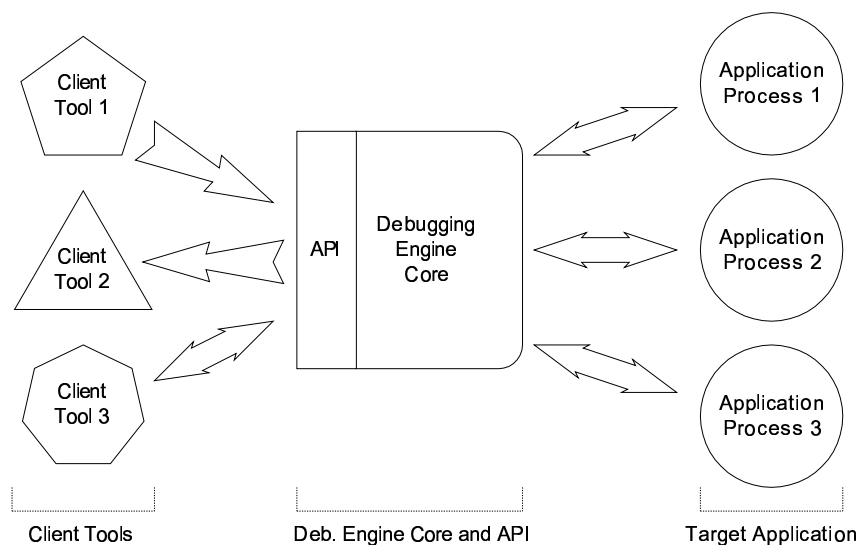 Client
Tool 1
Client
Tool 2
Client
Tool 3
API
Debugging
Engine
Core
Application
Process 1
Application
Process 2
Application
Process 3
Client Tools
Deb. Engine Core and API
Target Application